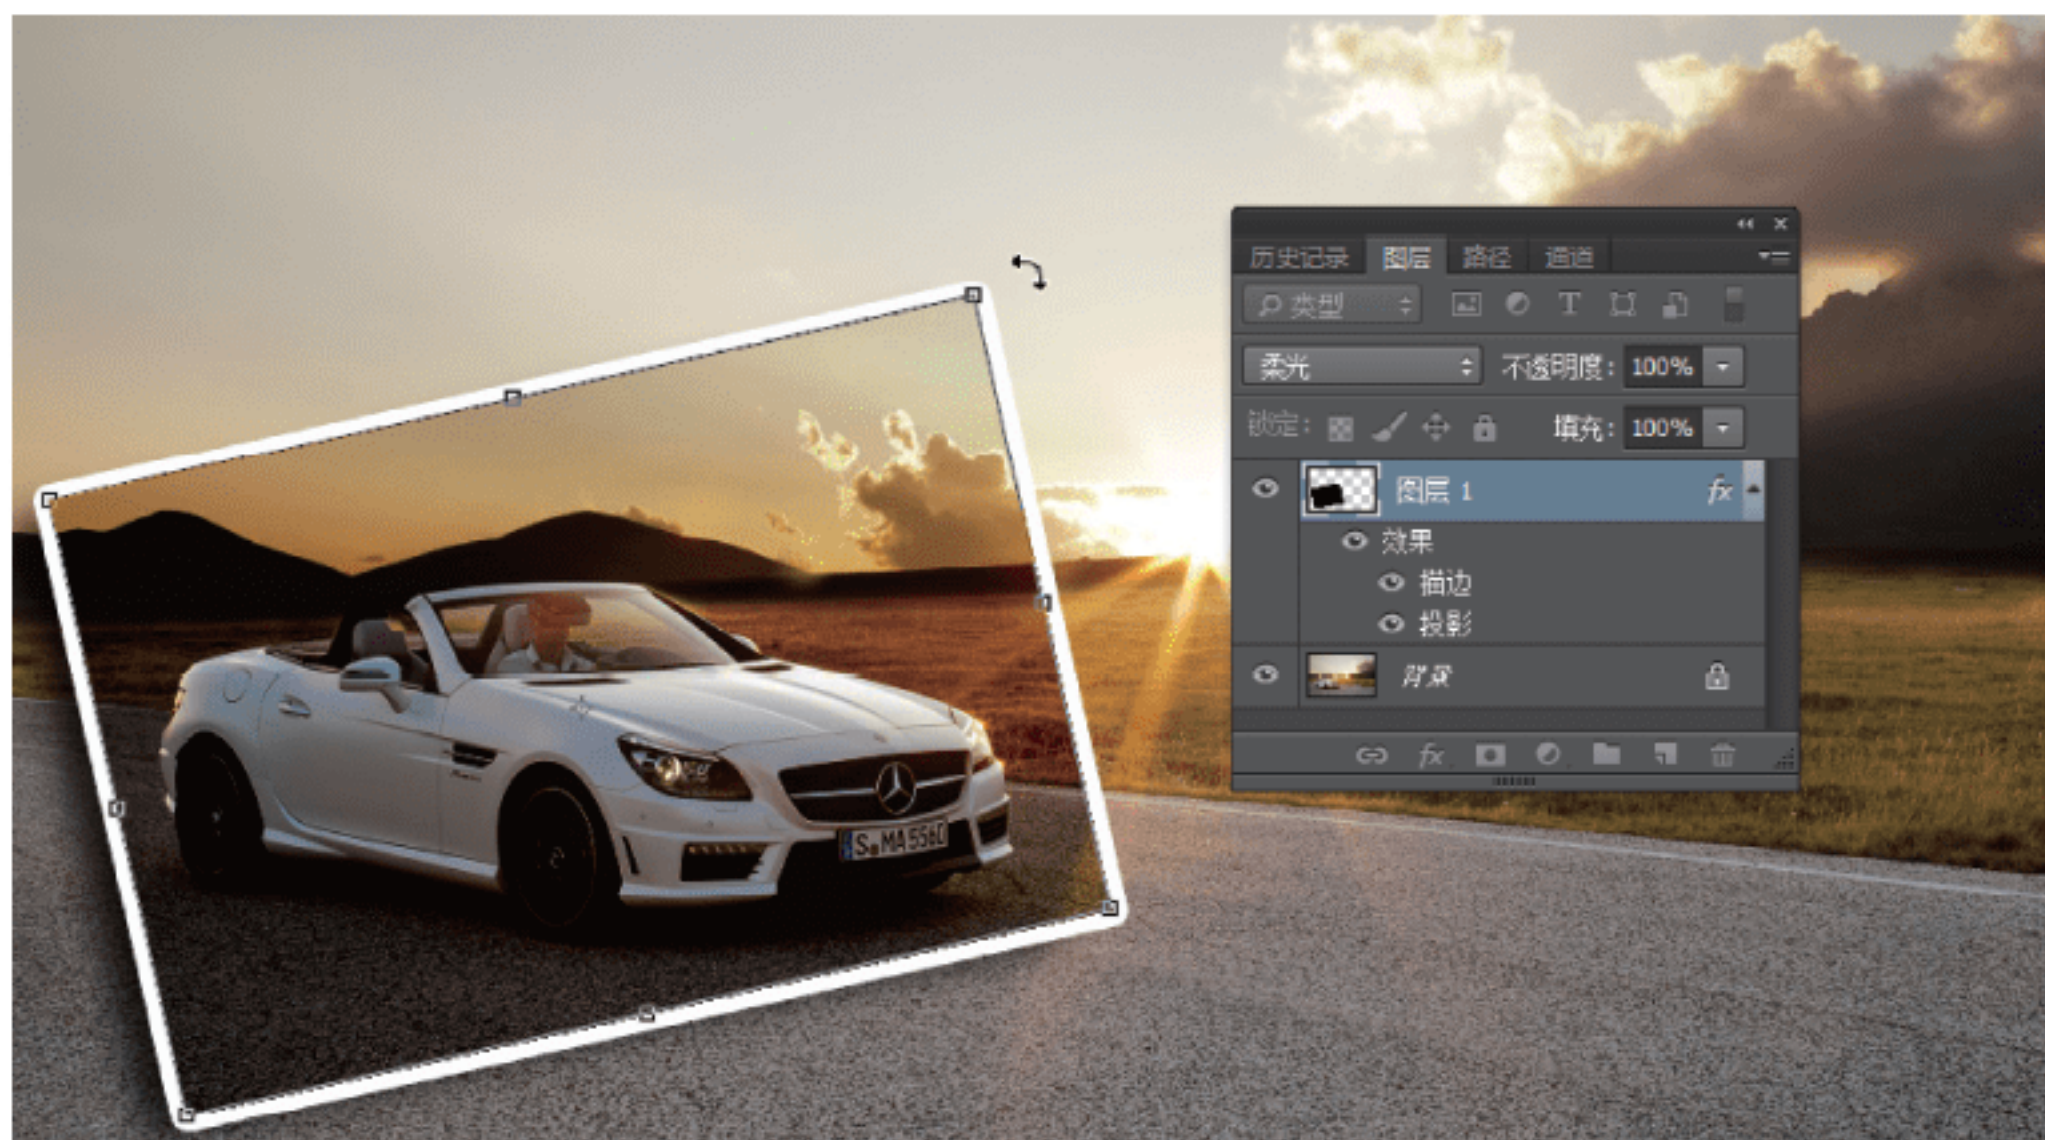 历史记录 图层 路径 通道
类型 T
柔光 不透明度: 100%
锁定: 填充: 100%
图层 1 fx
效果
描边
投影
背景
fx
S MA 556